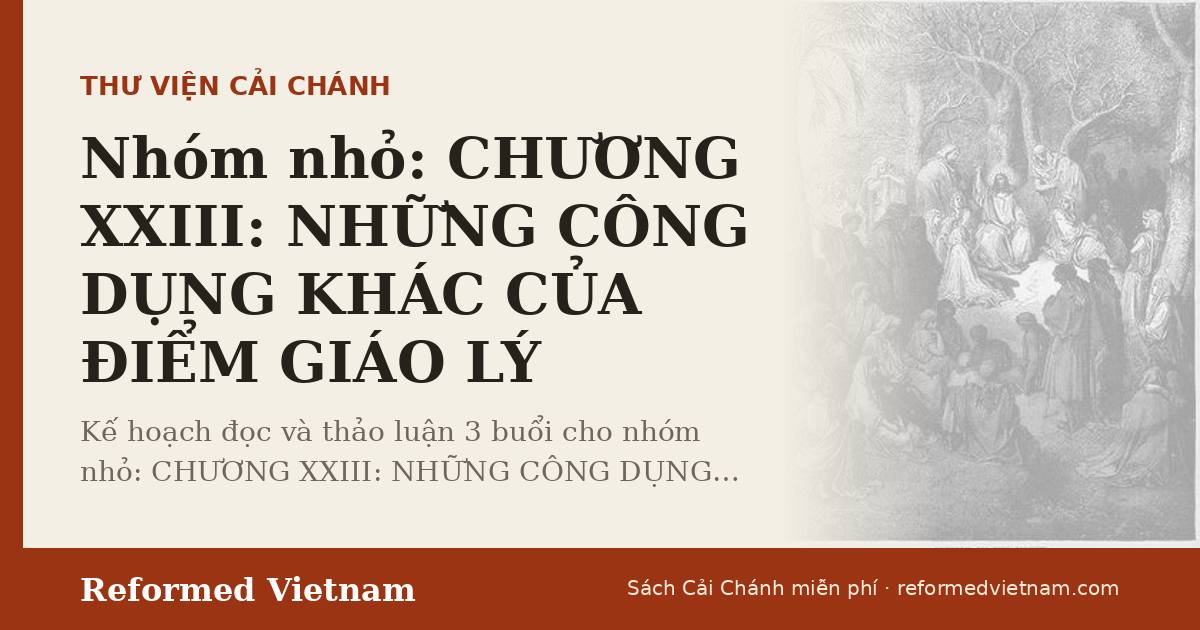 THƯ VIỆN CẢI CHÁNH
Nhóm nhỏ: CHƯƠNG
XXIII: NHỮNG CÔNG
DỤNG KHÁC CỦA
ĐIỂM GIÁO LÝ
Kế hoạch đọc và thảo luận 3 buổi cho nhóm
nhỏ: CHƯƠNG XXIII: NHỮNG CÔNG DỤNG...
Reformed Vietnam
Sách Cải Chánh miễn phí · reformedvietnam.com